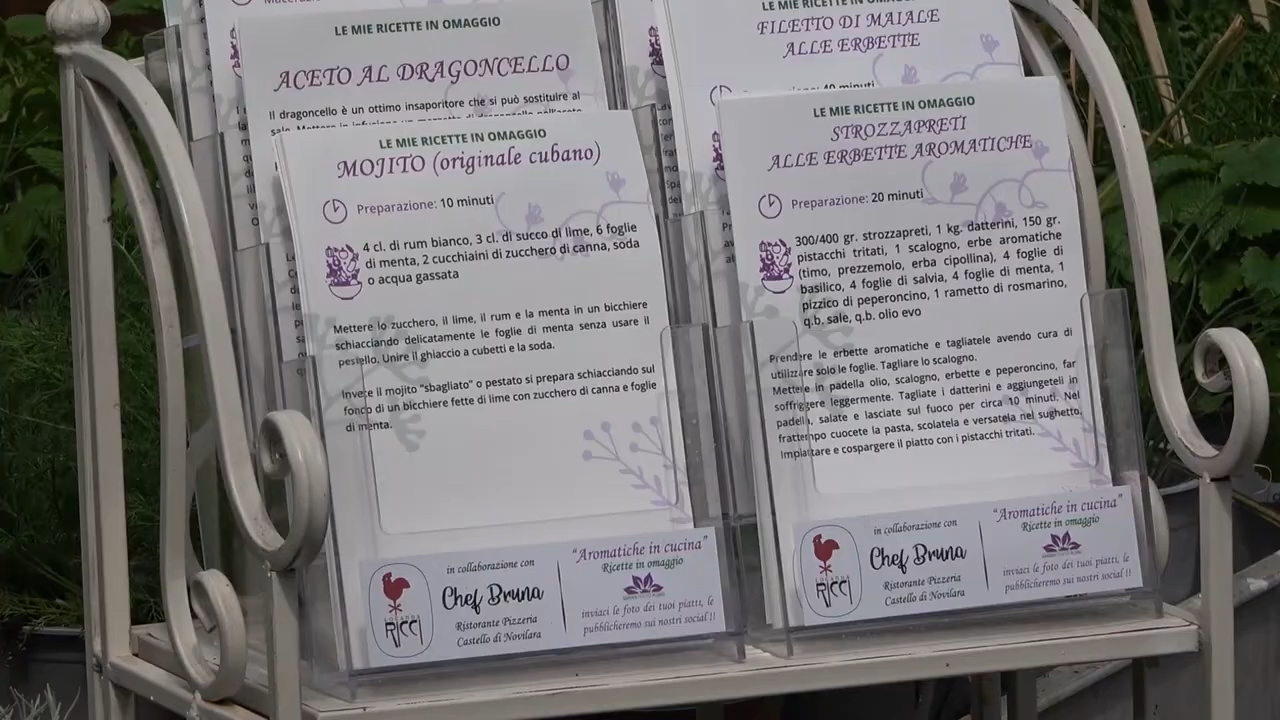 LE MIE RICETTE IN OMAGGIO
ACETO AL DRAGONCELLO
Il dragoncello è un ottimo insaporitore che si può sostituire al
LE MIE RICETTE IN OMAGGIO
FILETTO DI MAIALE
ALLE ERBETTE
40 minuti
LE MIE RICETTE IN OMAGGIO
MOJITO (originale cubano)
Preparazione: 10 minuti
4 cl. di rum bianco, 3 cl. di succo di lime, 6 foglie
di menta, 2 cucchiaini di zucchero di canna, soda
o acqua gassata
Mettere lo zucchero, il lime, il rum e la menta in un bicchiere
schiacciando delicatamente le foglie di menta senza usare il
pestello. Unire il ghiaccio a cubetti e la soda.
Invece il mojito "sbagliato" o pestato si prepara schiacciando sul
fondo di un bicchiere fette di lime con zucchero di canna e foglie
di menta.
LOCANDA
RICCI
in collaborazione con
Chef Bruna
Ristorante Pizzeria
Castello di Novilara
"Aromatiche in cucina"
Ricette in omaggio
inviaci le foto dei tuoi piatti, le
pubblicheremo sui nostri social !!
LE MIE RICETTE IN OMAGGIO
STROZZAPRETI
ALLE ERBETTE AROMATICHE
Preparazione: 20 minuti
300/400 gr. strozzapreti, 1 kg. datterini, 150 gr.
pistacchi tritati, 1 scalogno, erbe aromatiche
(timo, prezzemolo, erba cipollina), 4 foglie di
basilico, 4 foglie di salvia, 4 foglie di menta, 1
pizzico di peperoncino, 1 rametto di rosmarino,
q.b. sale, q.b. olio evo
Prendere le erbette aromatiche e tagliatele avendo cura di
utilizzare solo le foglie. Tagliare lo scalogno.
Mettere in padella olio, scalogno, erbette e peperoncino, far
soffriggere leggermente. Tagliate i datterini e aggiungeteli in
padella, salate e lasciate sul fuoco per circa 10 minuti. Nel
frattempo cuocete la pasta, scolatela e versatela nel sughetto.
Impiattare e cospargere il piatto con i pistacchi tritati.
LOCANDA
RICCI
in collaborazione con
Chef Bruna
Ristorante Pizzeria
Castello di Novilara
"Aromatiche in cucina"
Ricette in omaggio
inviaci le foto dei tuoi piatti, le
pubblicheremo sui nostri social !!